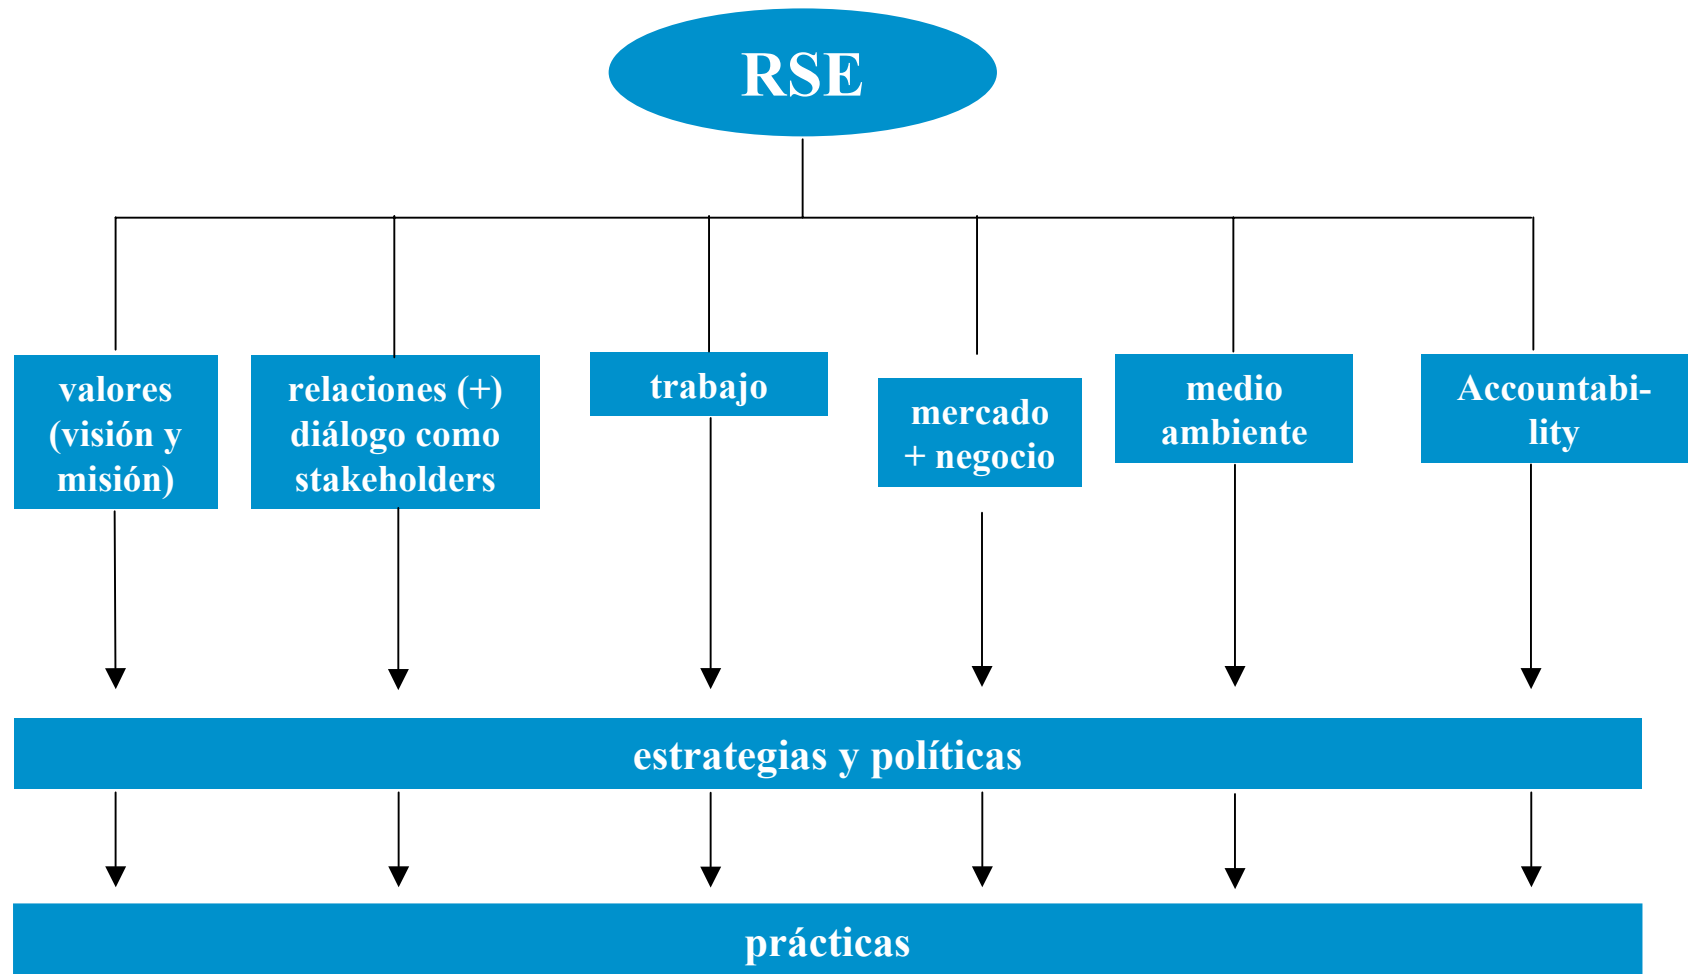 RSE
valores
(visión y
misión)
relaciones (+)
diálogo como
stakeholders
trabajo
mercado
+ negocio
medio
ambiente
Accountabi-
lity
estrategias y políticas
prácticas